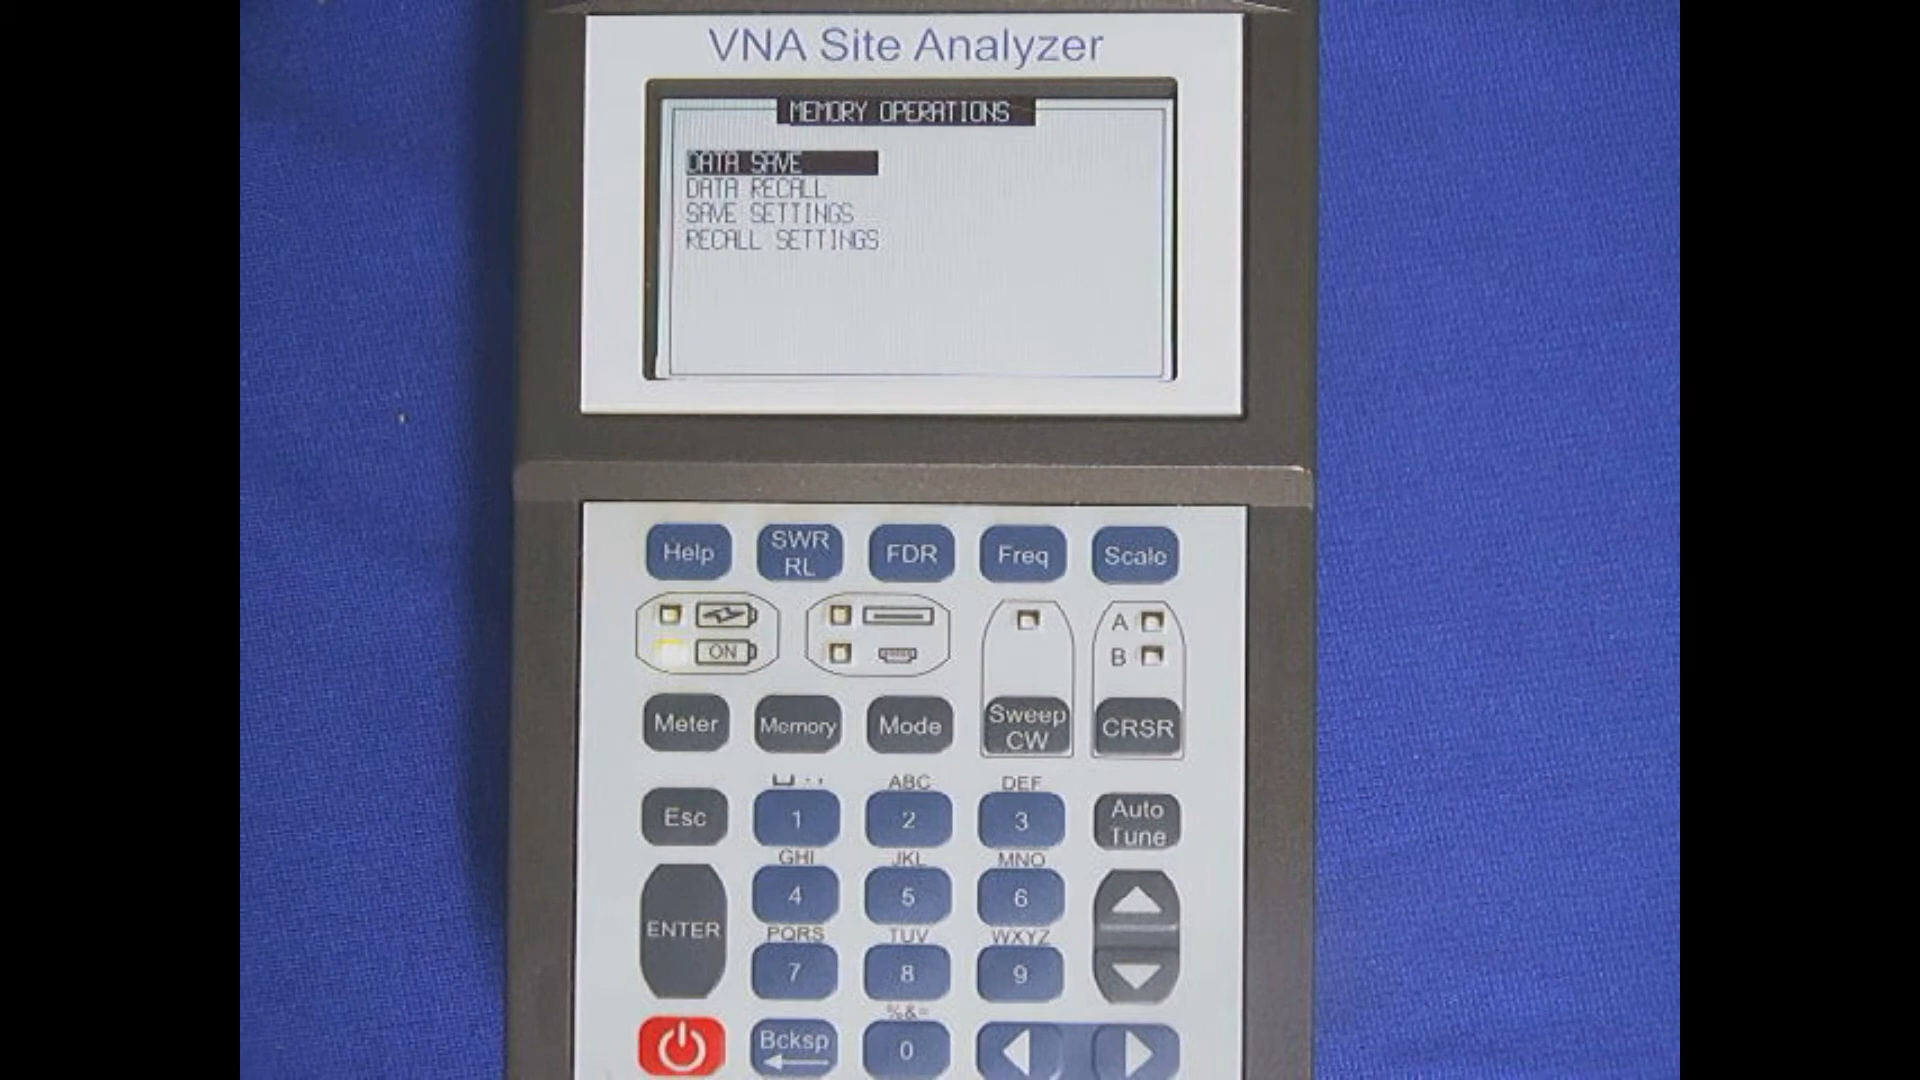 VNA Site Analyzer
MEMORY OPERATIONS
DATA SAVE
DATA RECALL
SAVE SETTINGS
RECALL SETTINGS
Help
SWR
RL
FDR
Freq
Scale
ON
A
B
Meter
Memory
Mode
Sweep
CW
CRSR
ABC
DEF
Esc
1
2
3
Auto
Tune
GHI
JKL
MNO
ENTER
4
5
6
PQRS
TUV
WXYZ
7
8
9
%&=
Bcksp
0